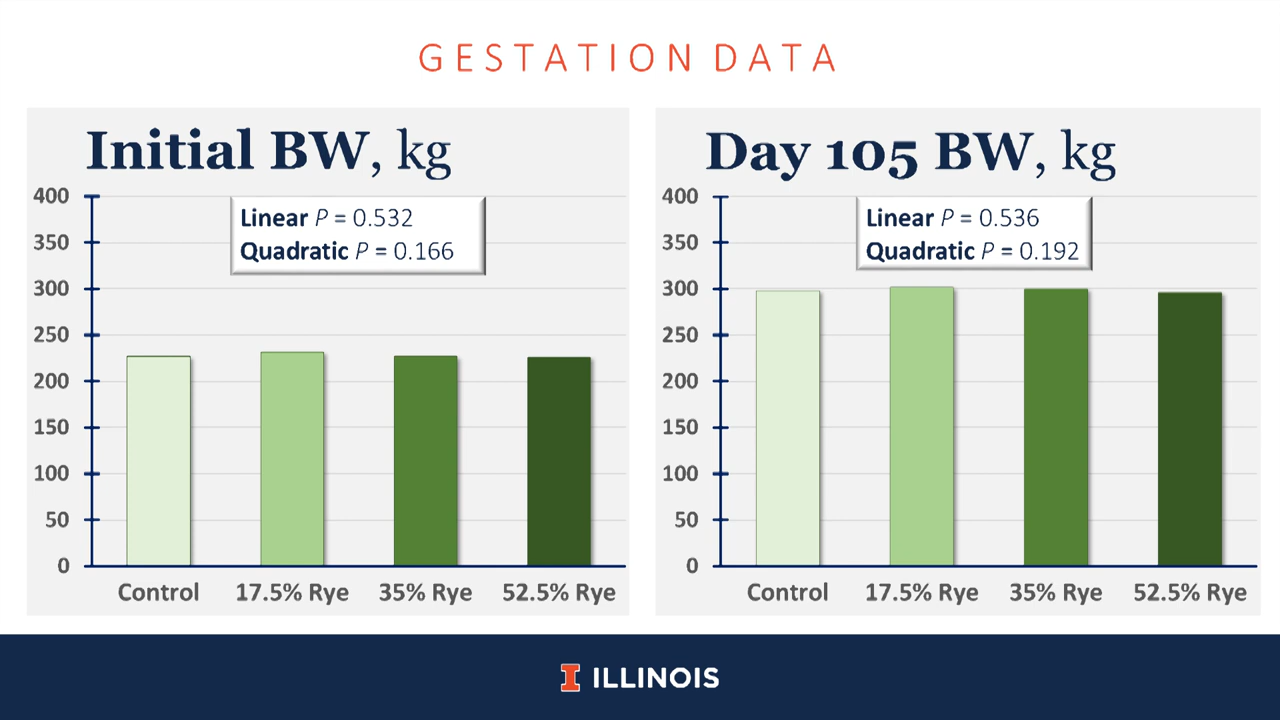 GESTATION DATA
Initial BW, kg
400
350
300
250
200
150
100
50
0
Linear P = 0.532
Quadratic P = 0.166
Control 17.5% Rye 35% Rye 52.5% Rye
Day 105 BW, kg
400
350
300
250
200
150
100
50
0
Linear P = 0.536
Quadratic P = 0.192
Control 17.5% Rye 35% Rye 52.5% Rye
I ILLINOIS